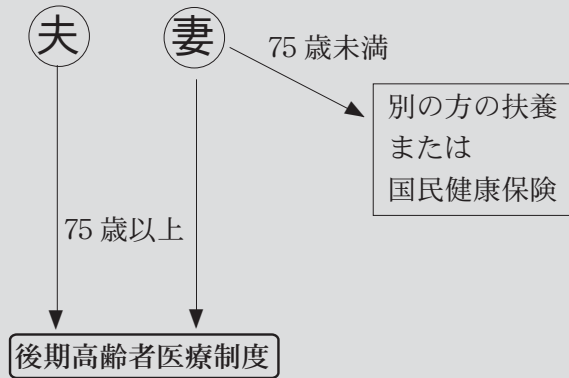 夫
妻
75 歳未満
別の方の扶養
または
国民健康保険
75 歳以上
後期高齢者医療制度